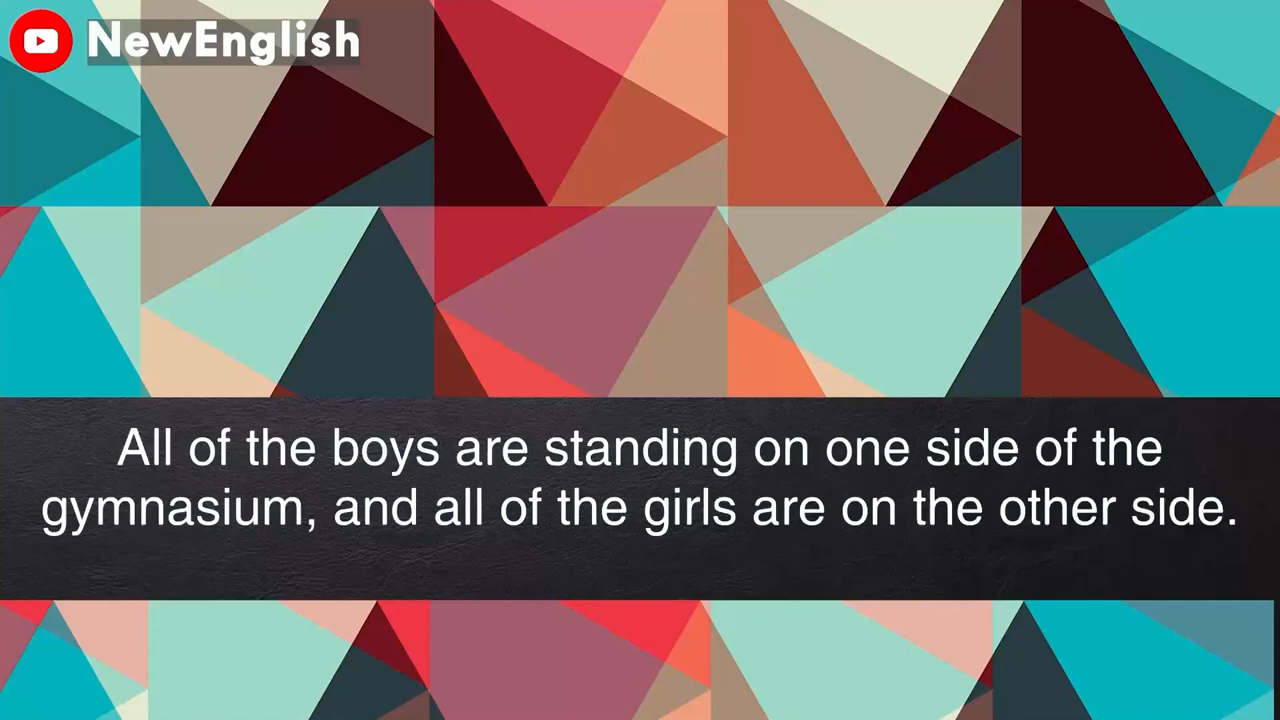 NewEnglish
All of the boys are standing on one side of the
gymnasium, and all of the girls are on the other side.